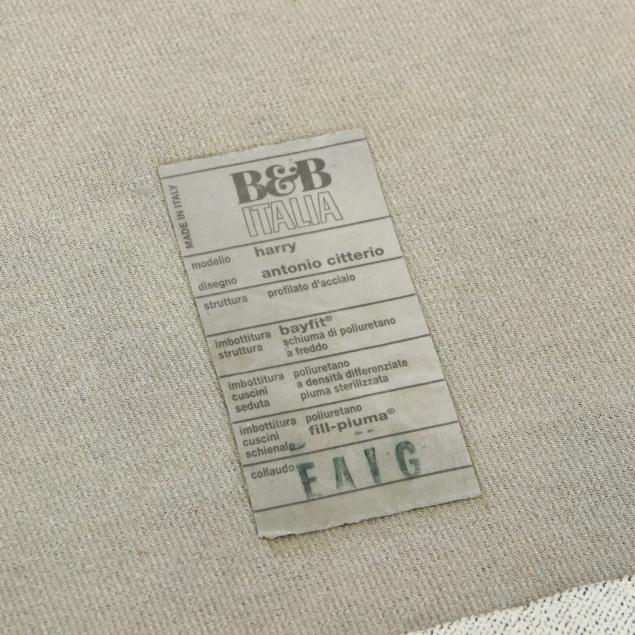 B&B
ITALIA
MADE IN ITALY
modello harry
disegno antonio citterio
struttura profilato d'acciaio
imbottitura bayfit®
struttura schiuma di poliuretano
a freddo
imbottitura poliuretano
cuscini a densità differenziate
seduta piuma sterilizzata
imbottitura poliuretano
cuscini fill-piuma®
schienale
collaudo EAIG